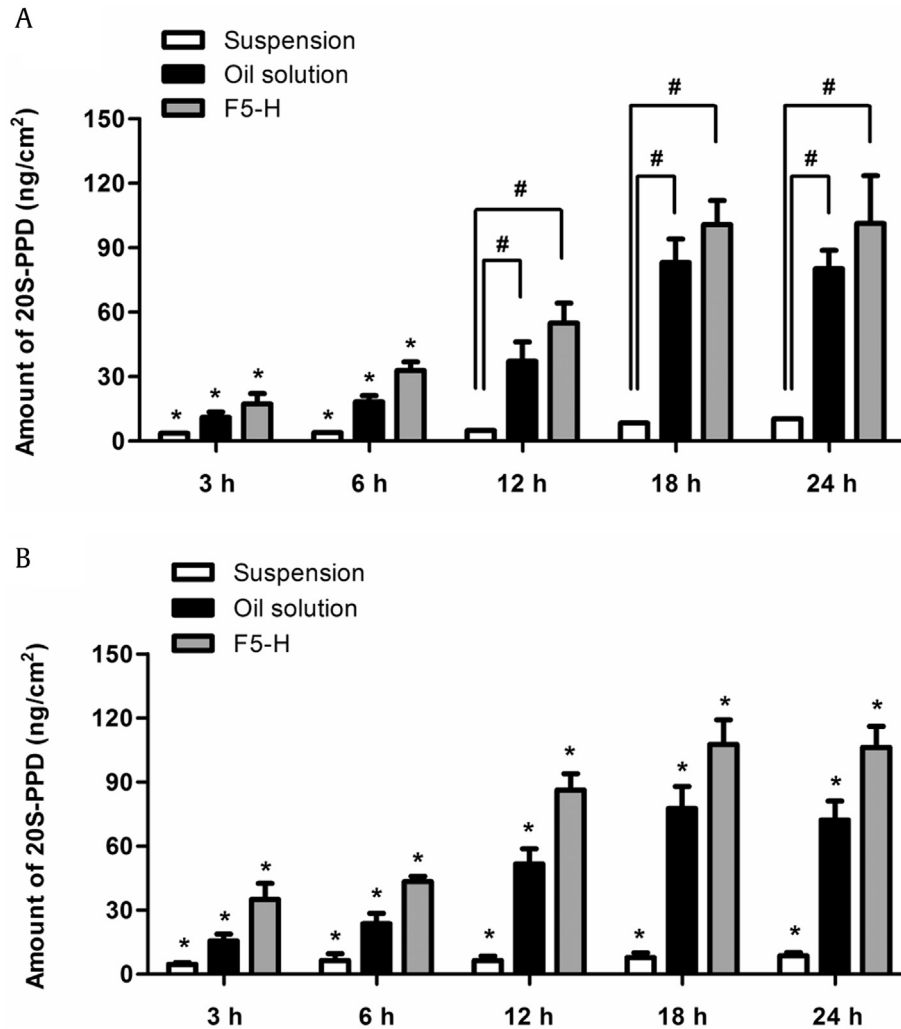 A
Suspension
Oil solution
F5-H
Amount of 20S-PPD (ng/cm²)
150
120
90
60
30
0
* * *
* * *
# #
# #
# #
3 h 6 h 12 h 18 h 24 h
B
Suspension
Oil solution
F5-H
Amount of 20S-PPD (ng/cm²)
150
120
90
60
30
0
* * *
* * *
* * *
* * *
* * *
3 h 6 h 12 h 18 h 24 h